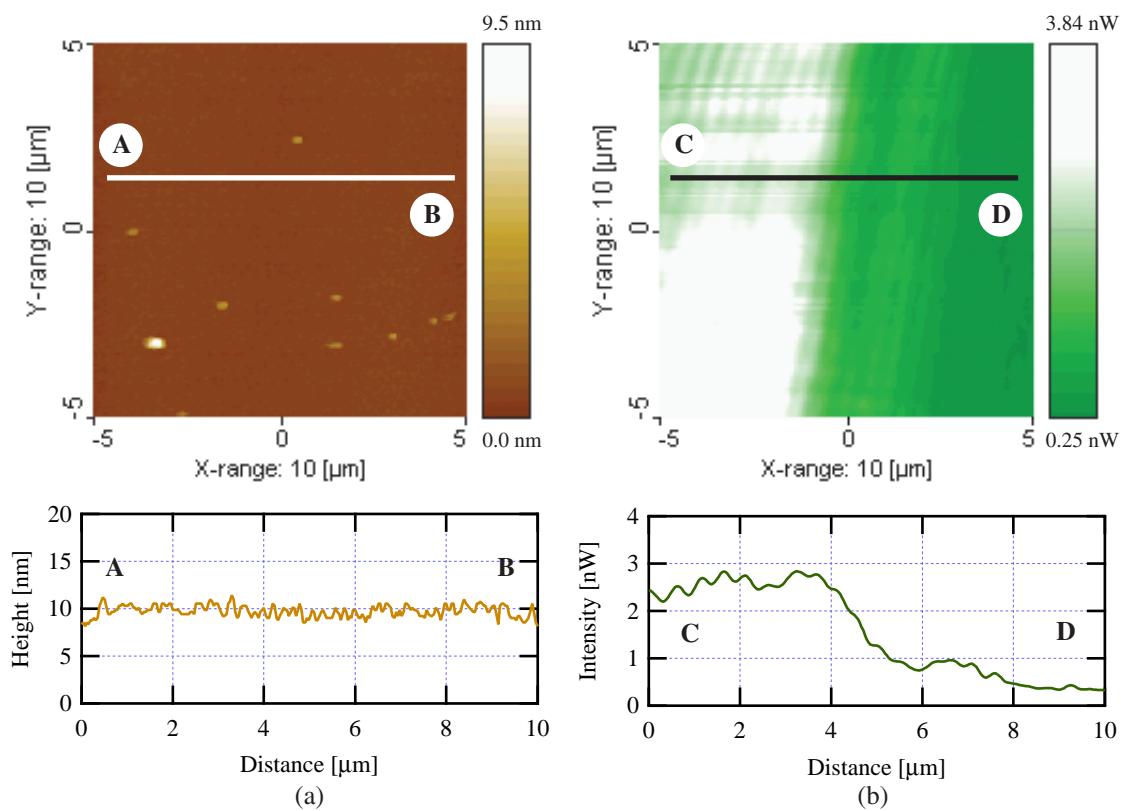 9.5 nm
5
A
B
0
Y-range: 10 [µm]
-5
-5
0
5
0.0 nm
X-range: 10 [µm]
3.84 nW
5
C
D
0
Y-range: 10 [µm]
-5
-5
0
5
0.25 nW
X-range: 10 [µm]
20
15
10
5
0
Height [nm]
A
B
0
2
4
6
8
10
Distance [µm]
(a)
4
3
2
1
0
Intensity [nW]
C
D
0
2
4
6
8
10
Distance [µm]
(b)